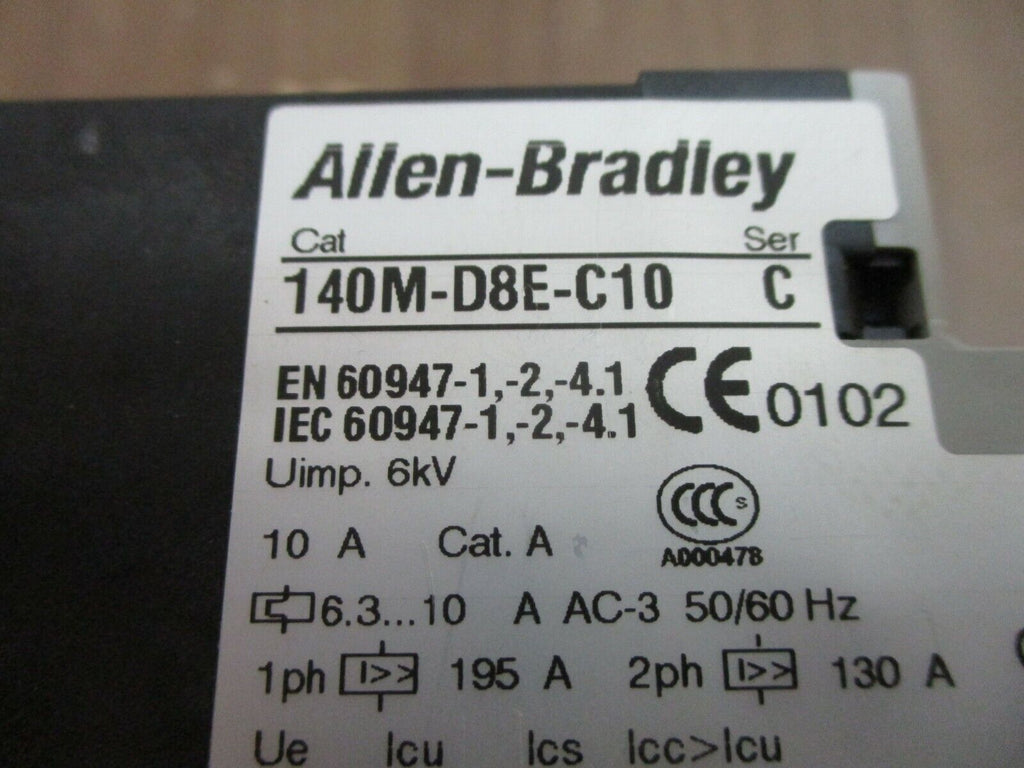 Allen-Bradley
Cat Ser
140M-D8E-C10 C
EN 60947-1,-2,-4.1
IEC 60947-1,-2,-4.1
CE 0102
Uimp. 6kV
CCC S
A000478
10 A Cat. A
6.3...10 A AC-3 50/60 Hz
1ph I>> 195 A 2ph I>> 130 A
Ue Icu Ics Icc>Icu